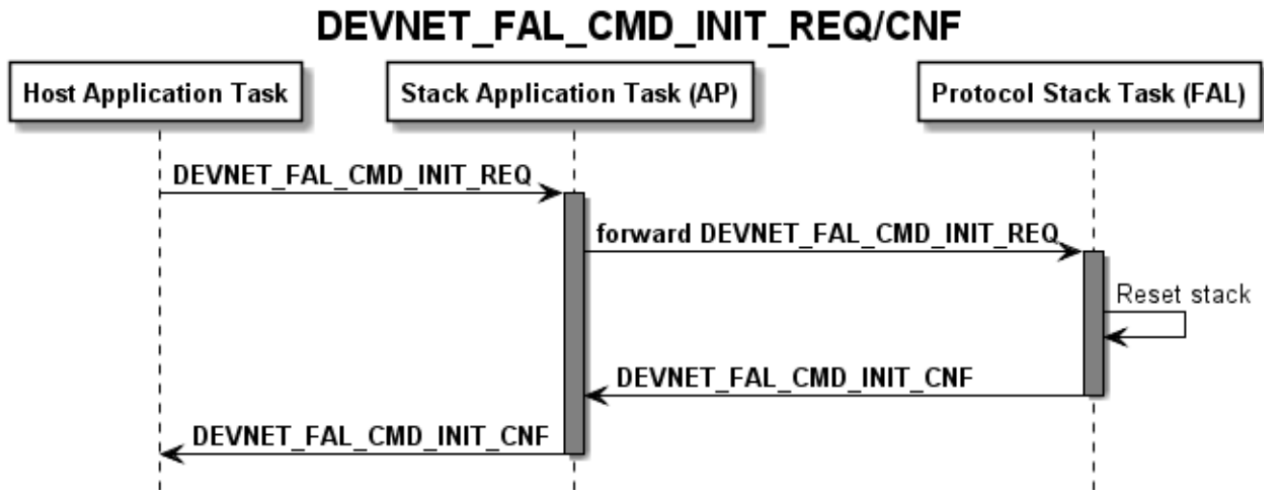 DEVNET_FAL_CMD_INIT_REQ/CNF
Host Application Task
Stack Application Task (AP)
Protocol Stack Task (FAL)
DEVNET_FAL_CMD_INIT_REQ
forward DEVNET_FAL_CMD_INIT_REQ
Reset stack
DEVNET_FAL_CMD_INIT_CNF
DEVNET_FAL_CMD_INIT_CNF